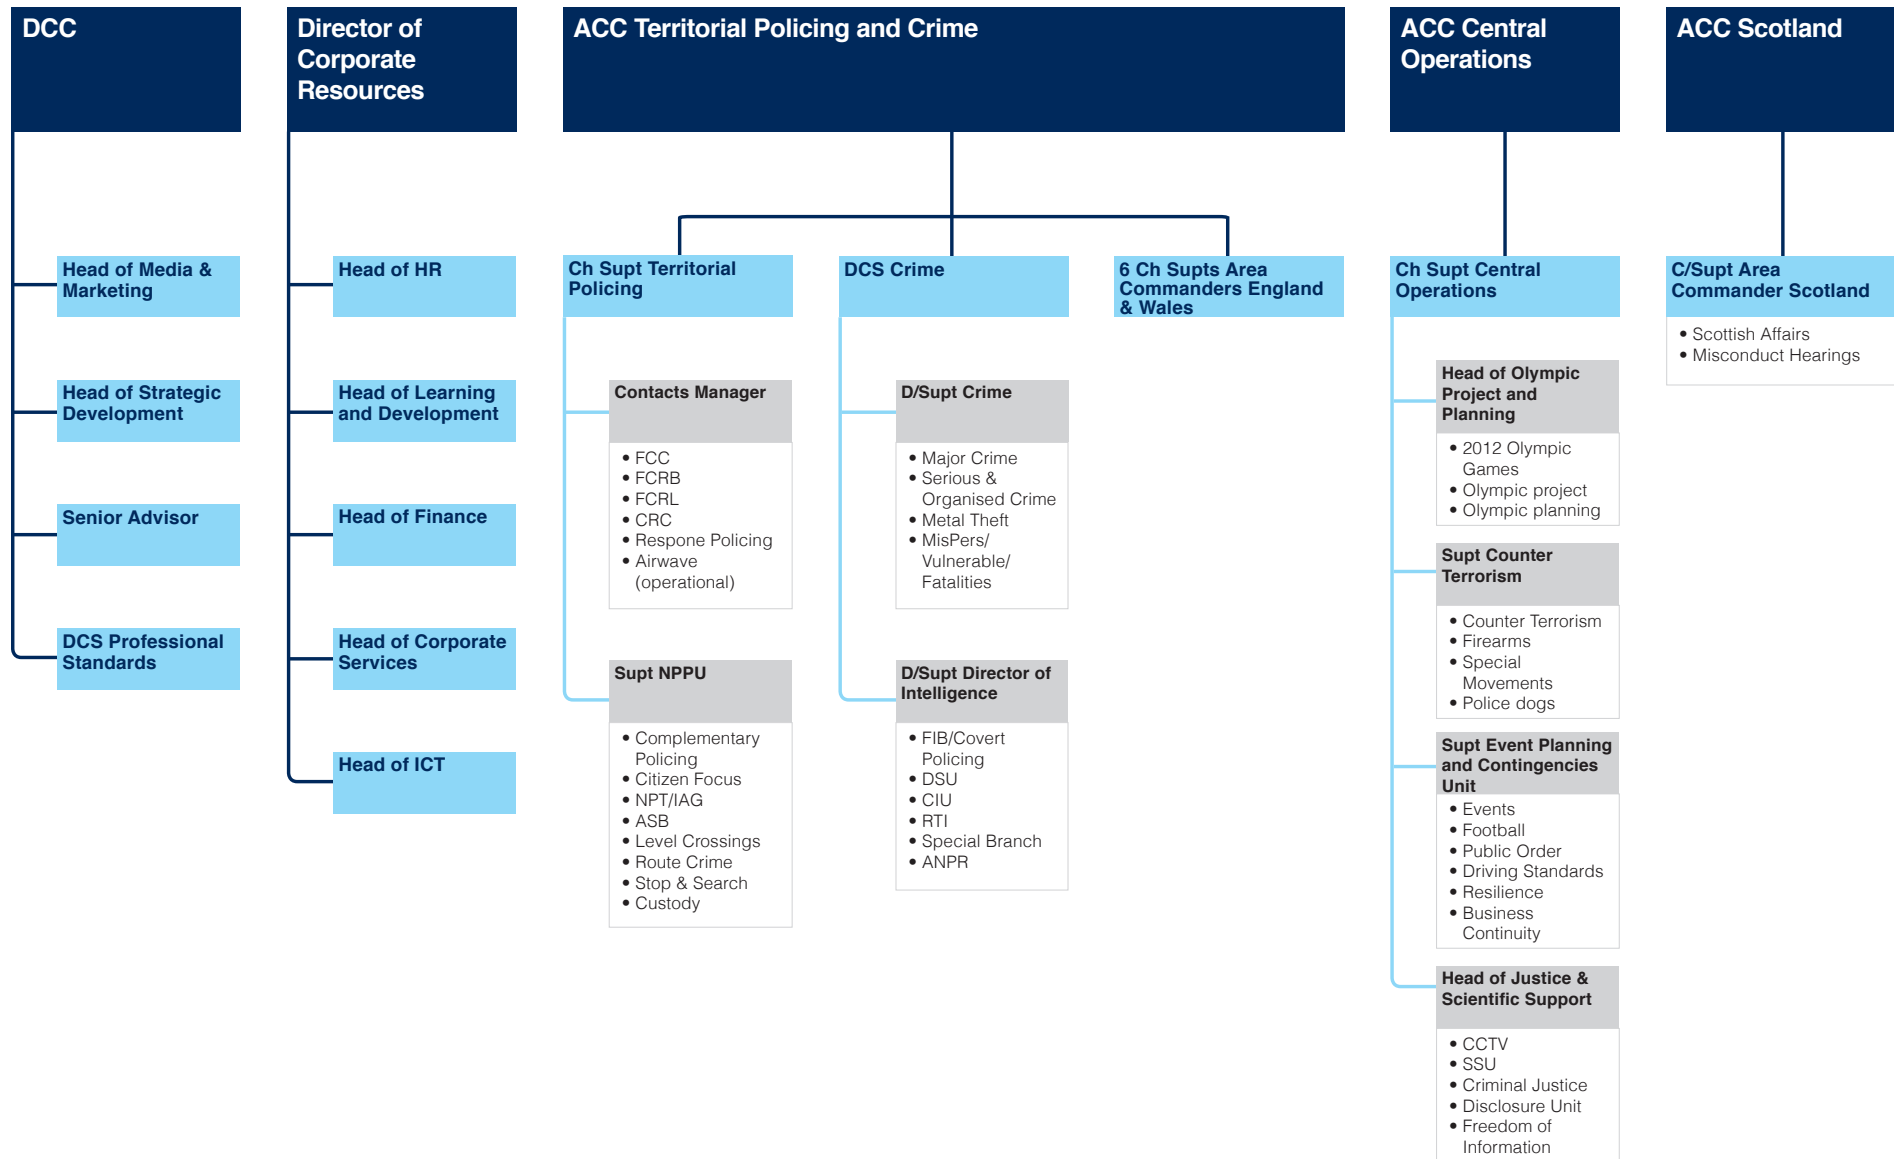 DCC
Director of
Corporate
Resources
ACC Territorial Policing and Crime
ACC Central
Operations
ACC Scotland
Head of Media &
Marketing
Head of Strategic
Development
Senior Advisor
DCS Professional
Standards
Head of HR
Head of Learning
and Development
Head of Finance
Head of Corporate
Services
Head of ICT
Ch Supt Territorial
Policing
Contacts Manager
• FCC
• FCRB
• FCRL
• CRC
• Respone Policing
• Airwave
(operational)
Supt NPPU
• Complementary
Policing
• Citizen Focus
• NPT/IAG
• ASB
• Level Crossings
• Route Crime
• Stop & Search
• Custody
DCS Crime
D/Supt Crime
• Major Crime
• Serious &
Organised Crime
• Metal Theft
• MisPers/
Vulnerable/
Fatalities
D/Supt Director of
Intelligence
• FIB/Covert
Policing
• DSU
• CIU
• RTI
• Special Branch
• ANPR
6 Ch Supts Area
Commanders England
& Wales
Ch Supt Central
Operations
Head of Olympic
Project and
Planning
• 2012 Olympic
Games
• Olympic project
• Olympic planning
Supt Counter
Terrorism
• Counter Terrorism
• Firearms
• Special
Movements
• Police dogs
Supt Event Planning
and Contingencies
Unit
• Events
• Football
• Public Order
• Driving Standards
• Resilience
• Business
Continuity
Head of Justice &
Scientific Support
• CCTV
• SSU
• Criminal Justice
• Disclosure Unit
• Freedom of
Information
C/Supt Area
Commander Scotland
• Scottish Affairs
• Misconduct Hearings